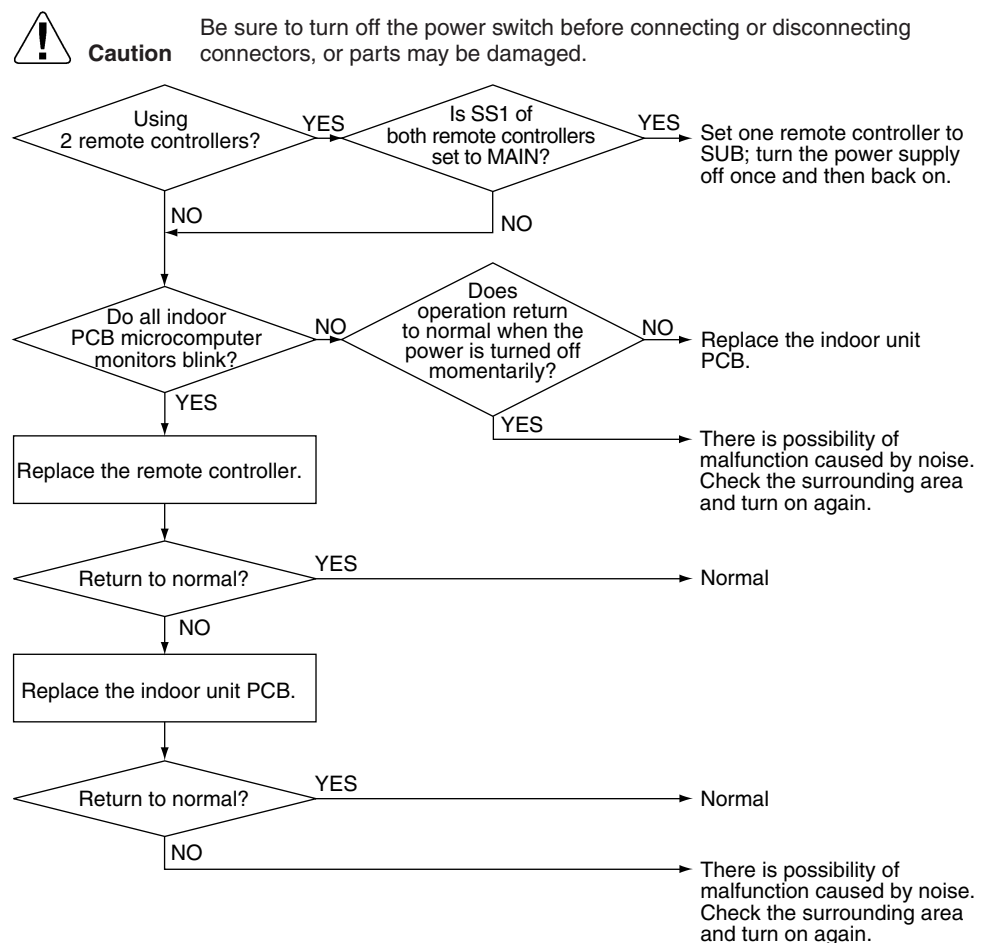 Be sure to turn off the power switch before connecting or disconnecting
Caution connectors, or parts may be damaged.
Using
2 remote controllers?
YES
Is SS1 of
both remote controllers
set to MAIN?
YES
Set one remote controller to
SUB; turn the power supply
off once and then back on.
NO
NO
Do all indoor
PCB microcomputer
monitors blink?
NO
Does
operation return
to normal when the
power is turned off
momentarily?
NO
Replace the indoor unit
PCB.
YES
YES
There is possibility of
malfunction caused by noise.
Check the surrounding area
and turn on again.
Replace the remote controller.
Return to normal?
YES
Normal
NO
Replace the indoor unit PCB.
Return to normal?
YES
Normal
NO
There is possibility of
malfunction caused by noise.
Check the surrounding area
and turn on again.